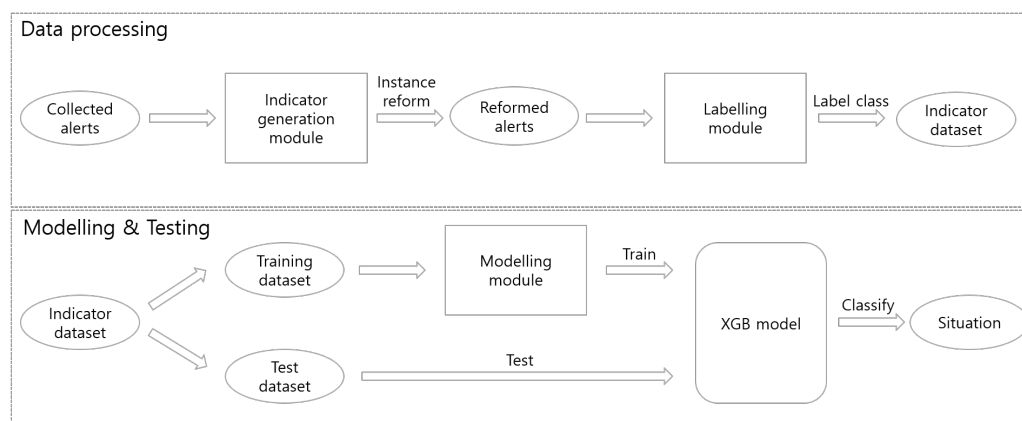 Data processing
Collected
alerts
Indicator
generation
module
Instance
reform
Reformed
alerts
Labelling
module
Label class
Indicator
dataset
Modelling & Testing
Indicator
dataset
Training
dataset
Modelling
module
Train
Test
dataset
Test
XGB model
Classify
Situation